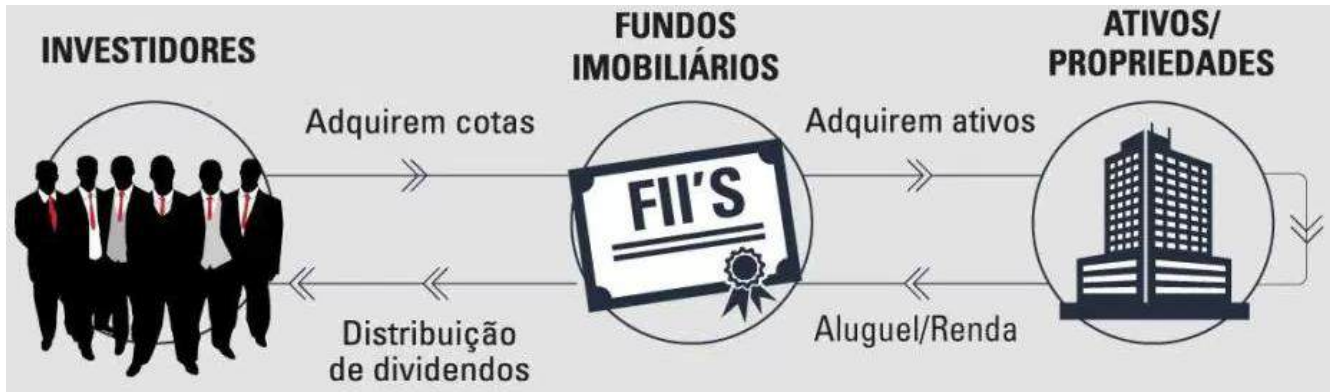 INVESTIDORES
FUNDOS
IMOBILIÁRIOS
ATIVOS/
PROPRIEDADES
Adquirem cotas
Adquirem ativos
FII'S
Distribuição
de dividendos
Aluguel/Renda